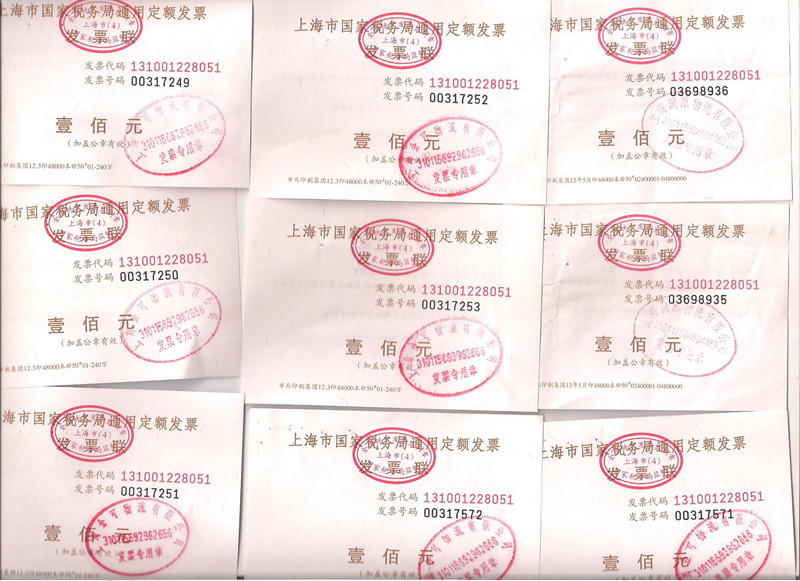 上海市国家税务局通用定额发票
发票联
上海市(4)
发票代码 131001228051
发票号码 00317249
壹佰元
(加盖公章有效)
310115692962666
发票专用章
印刷集团12.3印48000本@50#01-240万
上海市国家税务局通用定额发票
发票联
上海市(4)
发票代码 131001228051
发票号码 00317252
壹佰元
(加盖公章有效)
310115692962666
发票专用章
市北印刷集团12.3印48000本@50#01-240万
海市国家税务局通用定额发票
发票联
上海市(4)
发票代码 131001228051
发票号码 03698936
壹佰元
(加盖公章有效)
发票专用章
印刷集团12年5月印48000本@50#02400001-04800000
海市国家税务局通用定额发票
发票联
上海市(4)
发票代码 131001228051
发票号码 00317250
壹佰元
(加盖公章有效)
310115692962666
发票专用章
印刷集团12.3印48000本@50#01-240万
上海市国家税务局通用定额发票
发票联
上海市(4)
发票代码 131001228051
发票号码 00317253
壹佰元
(加盖公章有效)
310115692962666
发票专用章
市北印刷集团12.3印48000本@50#01-240万
海市国家税务局通用定额发票
发票联
上海市(4)
发票代码 131001228051
发票号码 03698935
壹佰元
(加盖公章有效)
发票专用章
印刷集团12年5月印48000本@50#02400001-04800000
海市国家税务局通用定额发票
发票联
上海市(4)
发票代码 131001228051
发票号码 00317251
壹佰元
(加盖公章有效)
310115692962666
发票专用章
印刷集团12.3印48000本@50#01-240万
上海市国家税务局通用定额发票
发票联
上海市(4)
发票代码 131001228051
发票号码 00317572
壹佰元
310115692962666
发票专用章
海市国家税务局通用定额发票
发票联
上海市(4)
发票代码 131001228051
发票号码 00317571
壹佰元
310115692962666
发票专用章